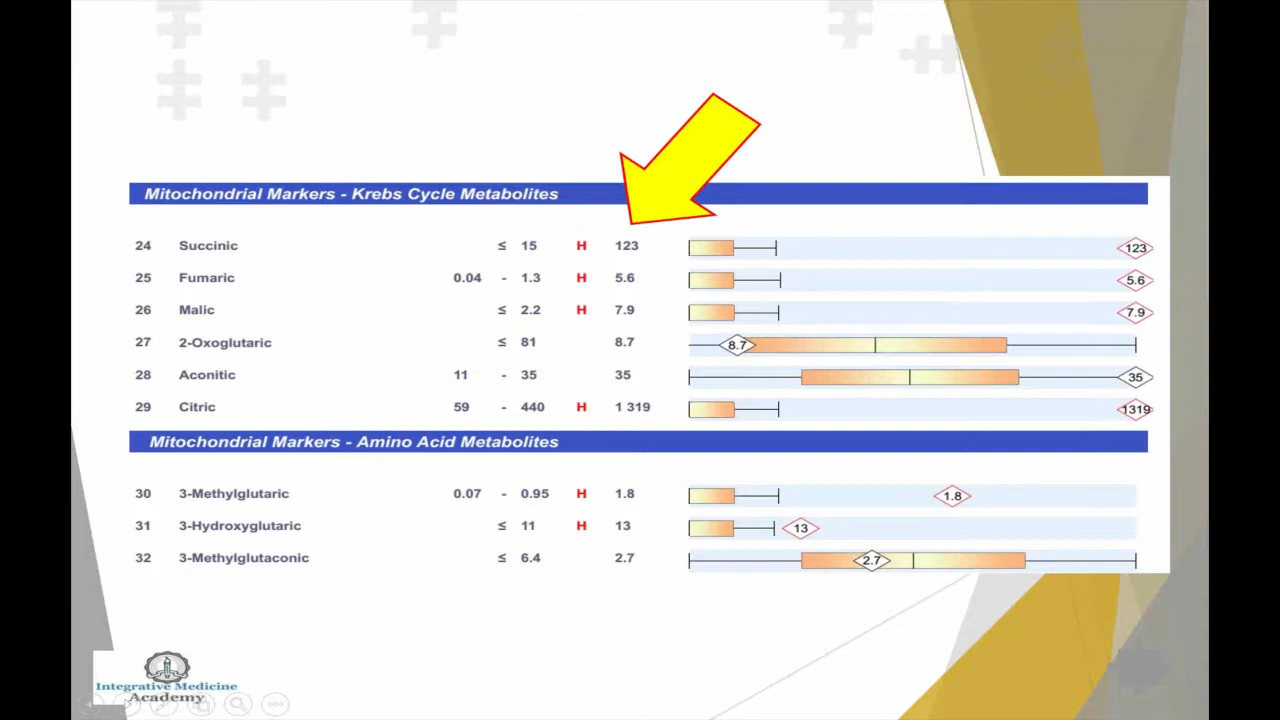 Mitochondrial Markers - Krebs Cycle Metabolites
24 Succinic ≤ 15 H 123 123
25 Fumaric 0.04 - 1.3 H 5.6 5.6
26 Malic ≤ 2.2 H 7.9 7.9
27 2-Oxoglutaric ≤ 81 8.7 8.7
28 Aconitic 11 - 35 35 35
29 Citric 59 - 440 H 1 319 1319
Mitochondrial Markers - Amino Acid Metabolites
30 3-Methylglutaric 0.07 - 0.95 H 1.8 1.8
31 3-Hydroxyglutaric ≤ 11 H 13 13
32 3-Methylglutaconic ≤ 6.4 2.7 2.7
Integrative Medicine
Academy